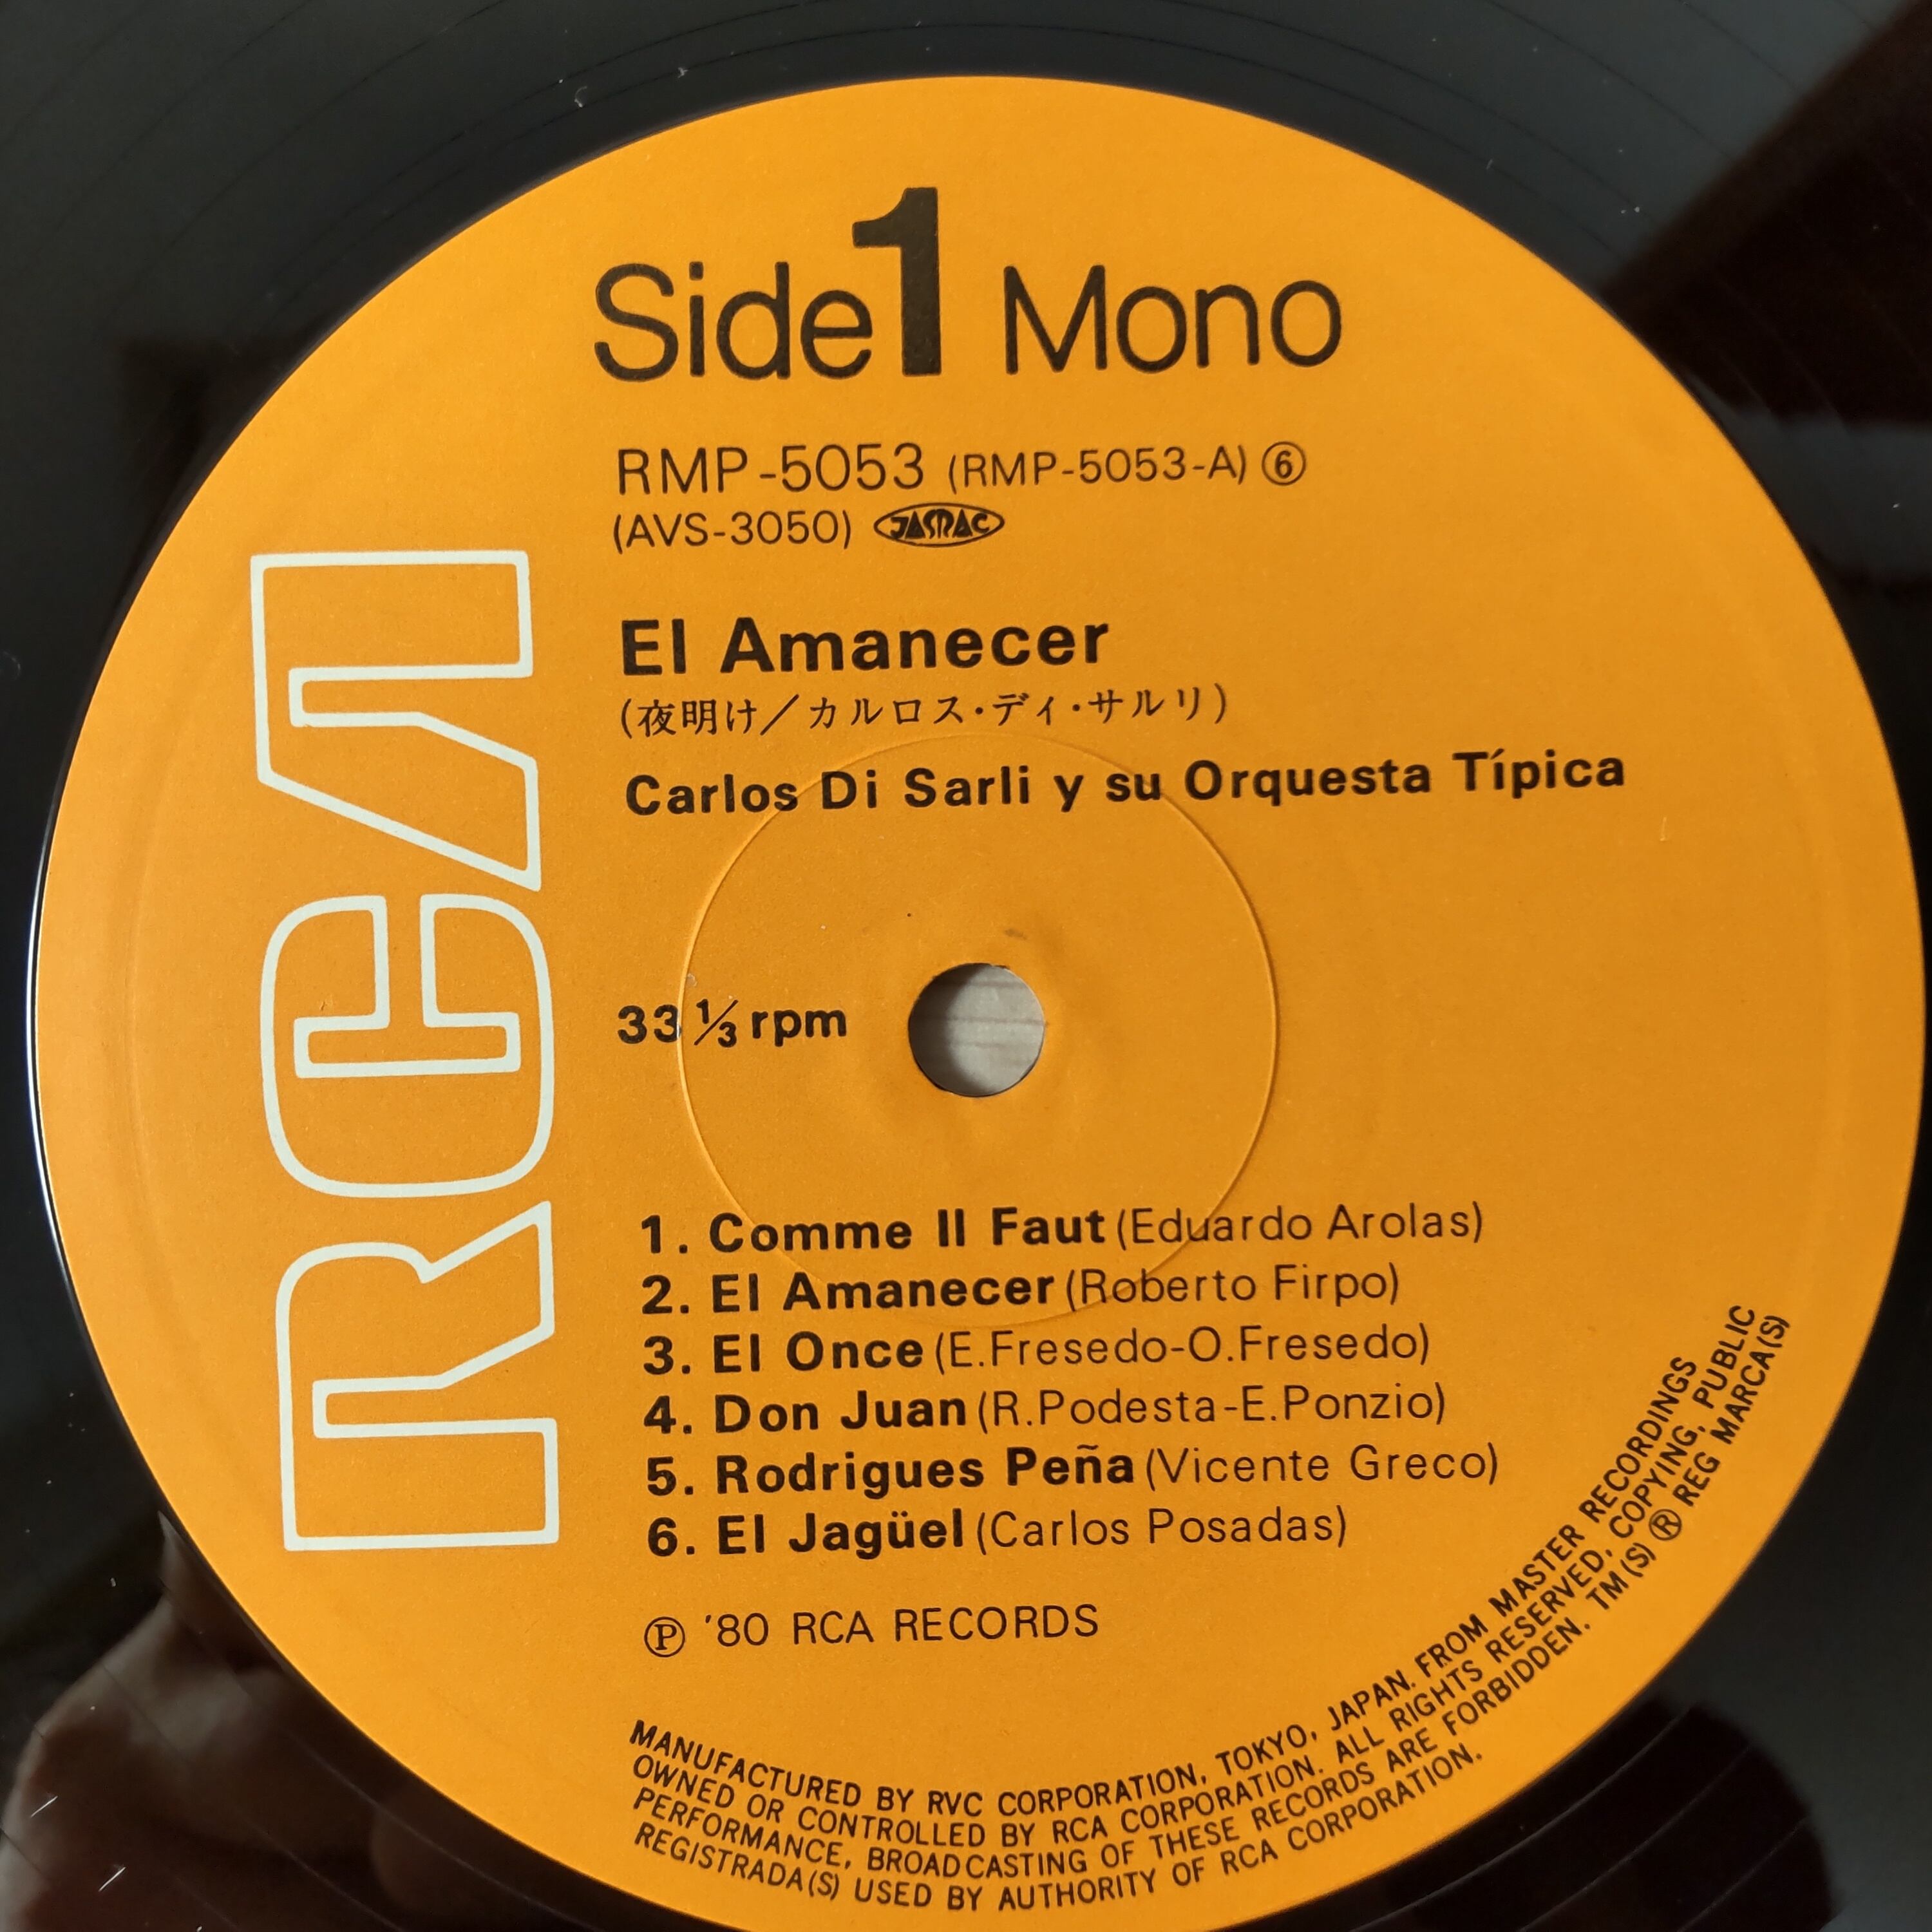 Side 1 Mono
RMP-5053 (RMP-5053-A) ⑥
(AVS-3050) JASRAC
El Amanecer
(夜明け／カルロス・ディ・サルリ)
Carlos Di Sarli y su Orquesta Típica
RCA
33 ⅓ rpm
1. Comme Il Faut (Eduardo Arolas)
2. El Amanecer (Roberto Firpo)
3. El Once (E.Fresedo-O.Fresedo)
4. Don Juan (R.Podesta-E.Ponzio)
5. Rodrigues Peña (Vicente Greco)
6. El Jagüel (Carlos Posadas)
Ⓟ '80 RCA RECORDS
MANUFACTURED BY RVC CORPORATION, TOKYO, JAPAN. FROM MASTER RECORDINGS
OWNED OR CONTROLLED BY RCA CORPORATION. ALL RIGHTS RESERVED, COPYING, PUBLIC
PERFORMANCE, BROADCASTING OF THESE RECORDS ARE FORBIDDEN. TM(S) ® REG MARCA(S)
REGISTRADA(S) USED BY AUTHORITY OF RCA CORPORATION.